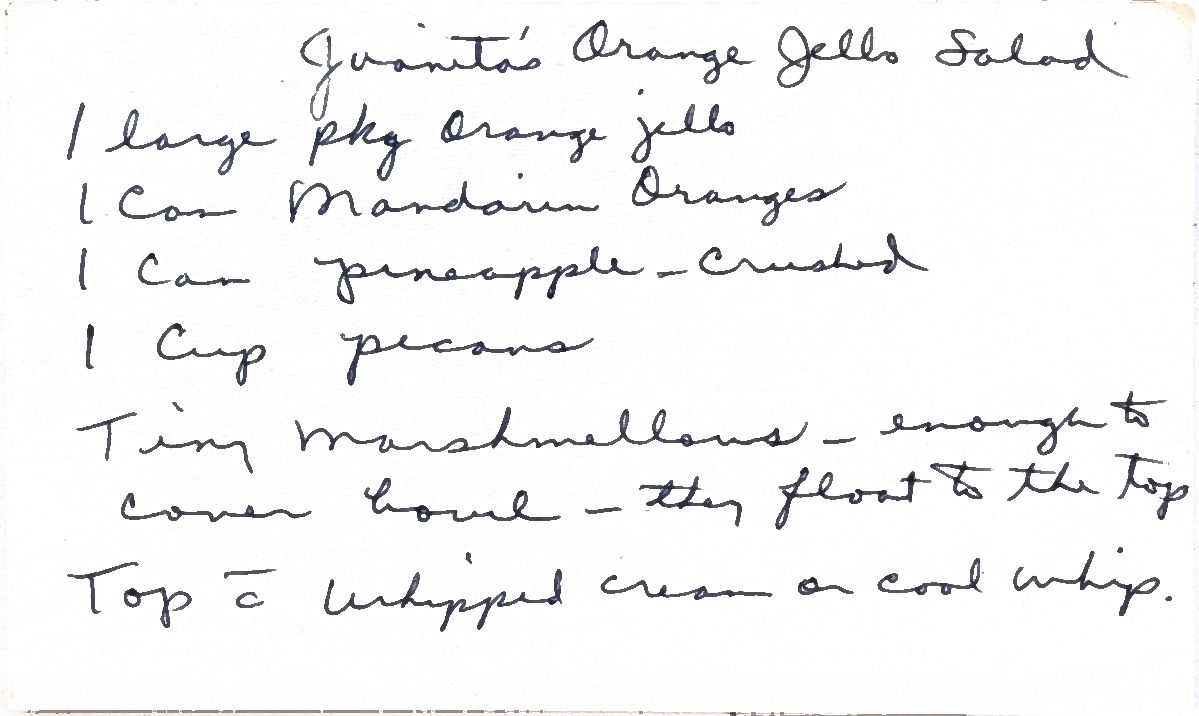 Juanita's Orange Jello Salad
1 large pkg Orange jello
1 Can Mandarin Oranges
1 Can pineapple - crushed
1 Cup pecans
Tiny marshmellows - enough to
cover bowl - they float to the top
Top c̄ whipped cream or cool whip.